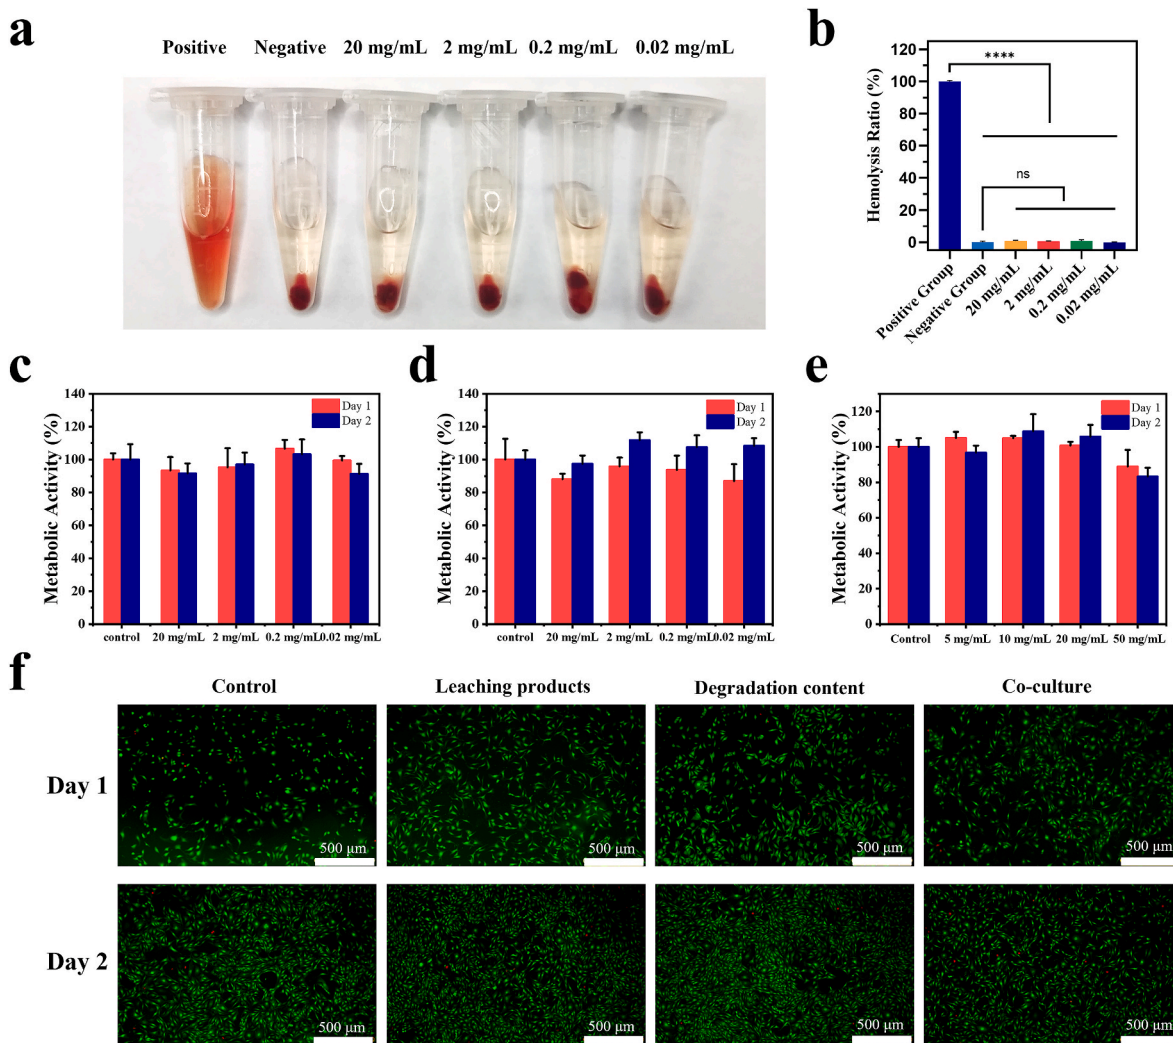 a
Positive Negative 20 mg/mL 2 mg/mL 0.2 mg/mL 0.02 mg/mL
b
Hemolysis Ratio (%)
120
100
80
60
40
20
0
****
ns
Positive Group
Negative Group
20 mg/mL
2 mg/mL
0.2 mg/mL
0.02 mg/mL
c
Metabolic Activity (%)
140
120
100
80
60
40
20
0
Day 1
Day 2
control 20 mg/mL 2 mg/mL 0.2 mg/mL 0.02 mg/mL
d
Metabolic Activity (%)
140
120
100
80
60
40
20
0
Day 1
Day 2
control 20 mg/mL 2 mg/mL 0.2 mg/mL 0.02 mg/mL
e
Metabolic Activity (%)
120
100
80
60
40
20
0
Day 1
Day 2
Control 5 mg/mL 10 mg/mL 20 mg/mL 50 mg/mL
f
Control Leaching products Degradation content Co-culture
Day 1
500 μm 500 μm 500 μm 500 μm
Day 2
500 μm 500 μm 500 μm 500 μm